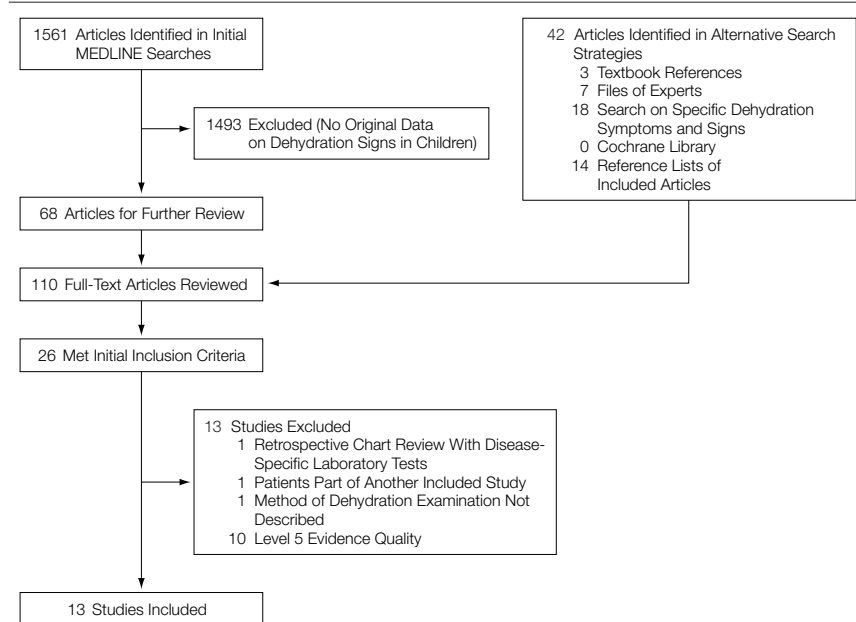 1561 Articles Identified in Initial
MEDLINE Searches
1493 Excluded (No Original Data
on Dehydration Signs in Children)
42 Articles Identified in Alternative Search
Strategies
3 Textbook References
7 Files of Experts
18 Search on Specific Dehydration
Symptoms and Signs
0 Cochrane Library
14 Reference Lists of
Included Articles
68 Articles for Further Review
110 Full-Text Articles Reviewed
26 Met Initial Inclusion Criteria
13 Studies Excluded
1 Retrospective Chart Review With Disease-
Specific Laboratory Tests
1 Patients Part of Another Included Study
1 Method of Dehydration Examination Not
Described
10 Level 5 Evidence Quality
13 Studies Included